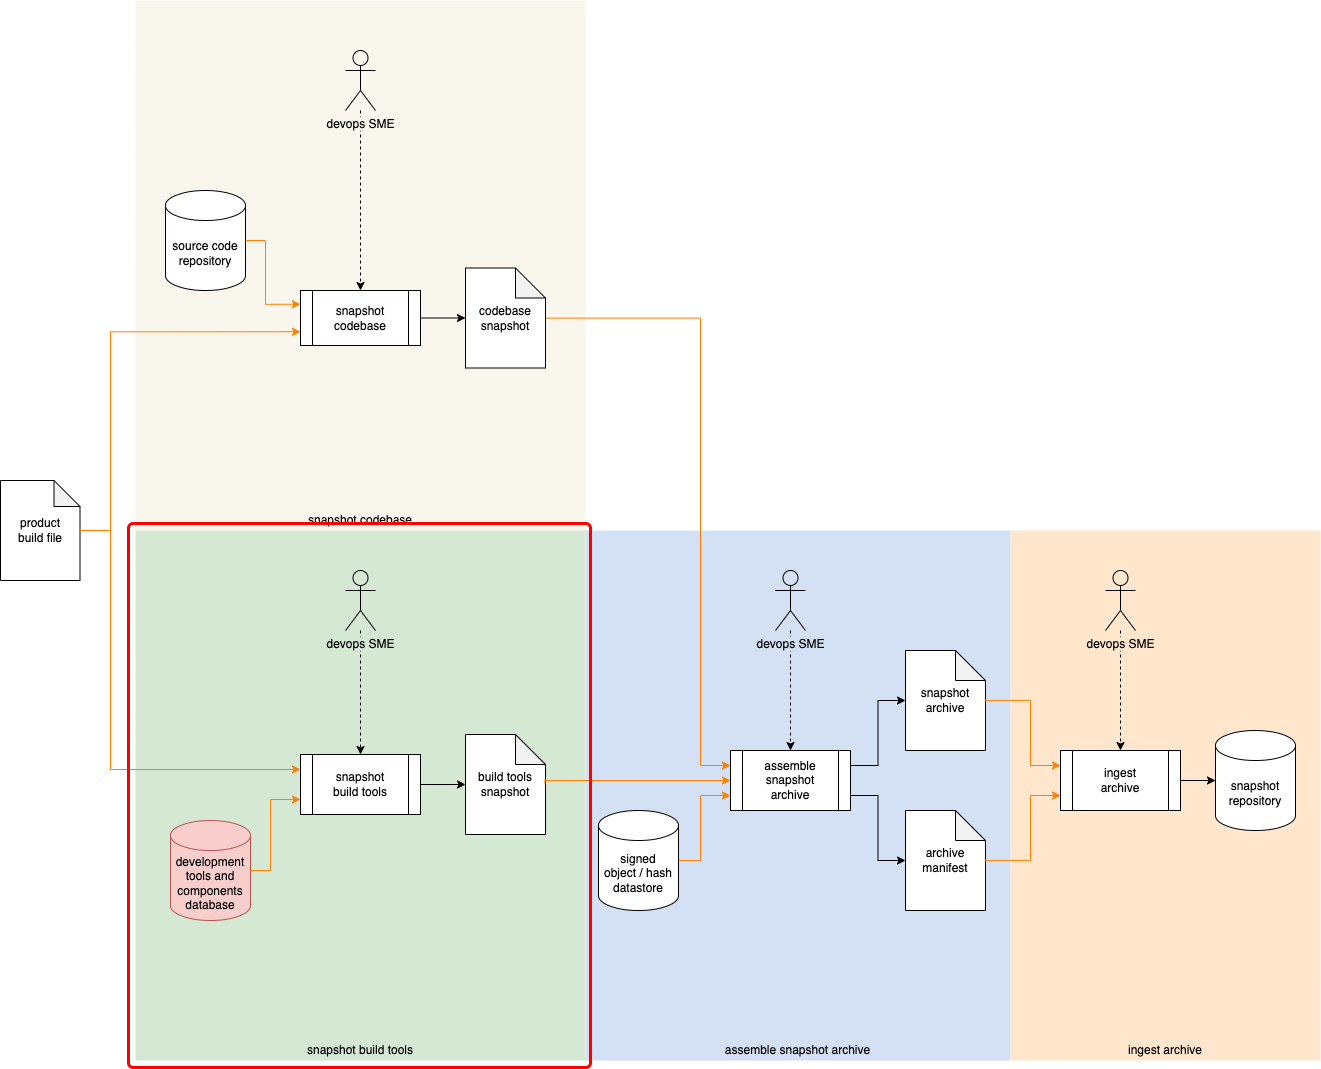 devops SME
source code
repository
snapshot
codebase
codebase
snapshot
snapshot codebase
product
build file
devops SME
snapshot
build tools
build tools
snapshot
development
tools and
components
database
snapshot build tools
devops SME
assemble
snapshot
archive
signed
object / hash
datastore
snapshot
archive
archive
manifest
assemble snapshot archive
devops SME
ingest
archive
snapshot
repository
ingest archive